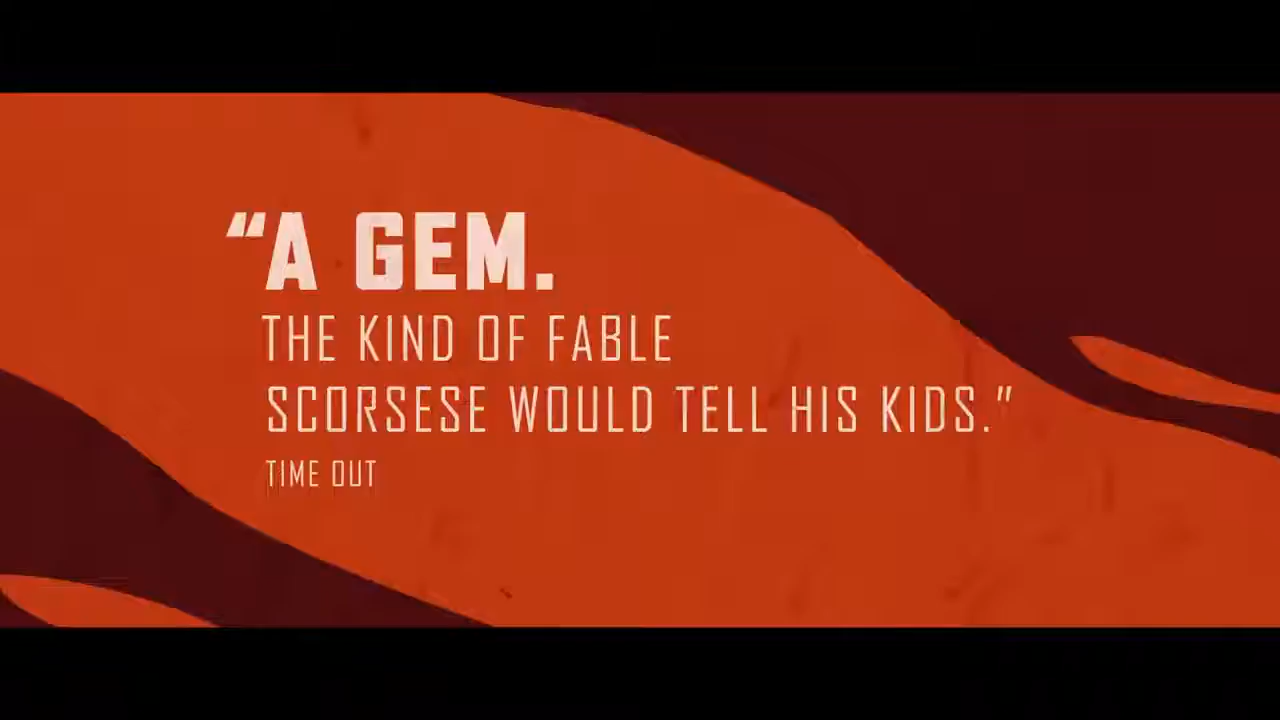 “A GEM.
THE KIND OF FABLE
SCORSESE WOULD TELL HIS KIDS.”
TIME OUT